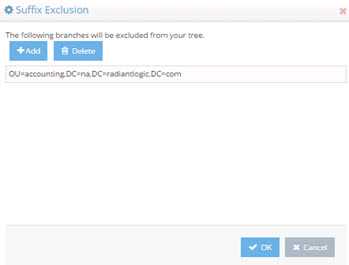 Suffix Exclusion
The following branches will be excluded from your tree.
Add Delete
OU=accounting,DC=na,DC=radiantlogic,DC=com
OK Cancel